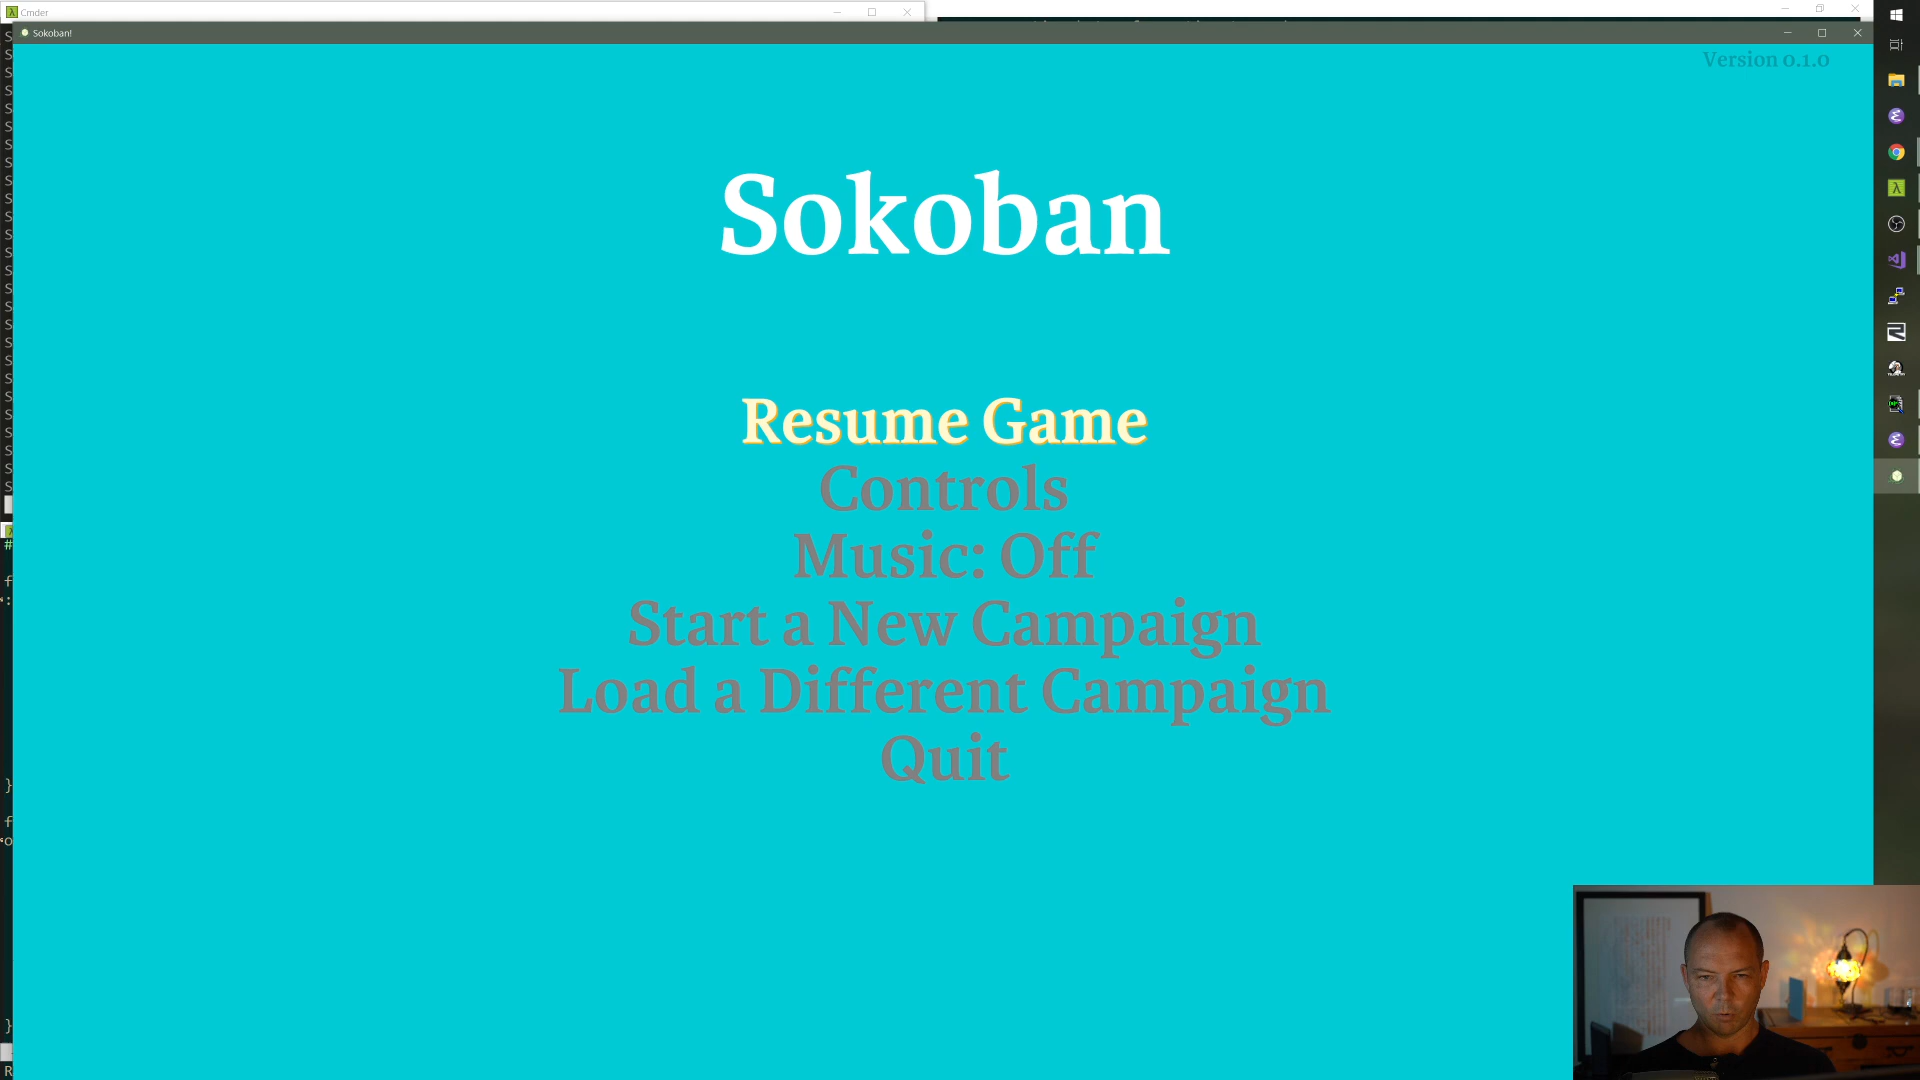 Cmder
Sokoban!
Version 0.1.0
Sokoban
Resume Game
Controls
Music: Off
Start a New Campaign
Load a Different Campaign
Quit